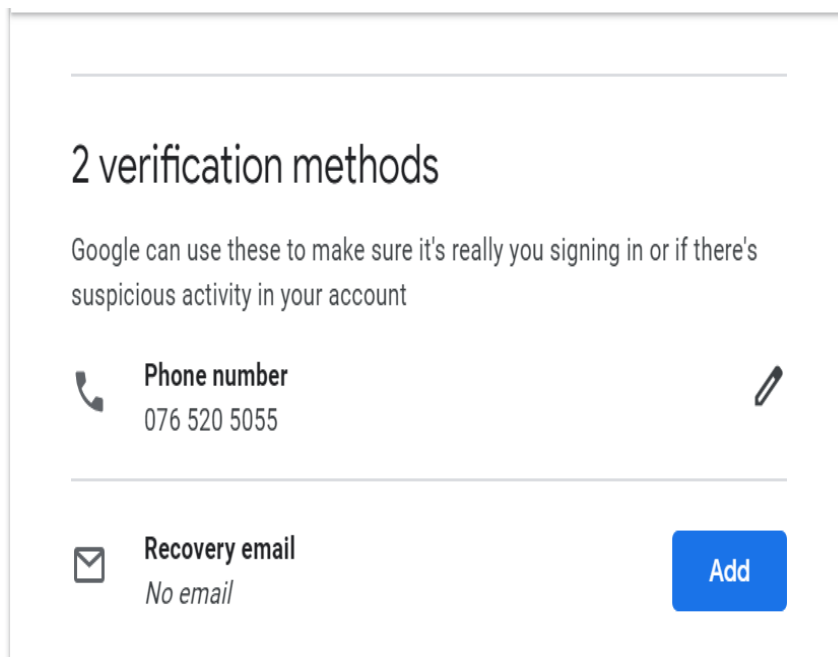 2 verification methods
Google can use these to make sure it's really you signing in or if there's
suspicious activity in your account
Phone number
076 520 5055
Recovery email
No email
Add